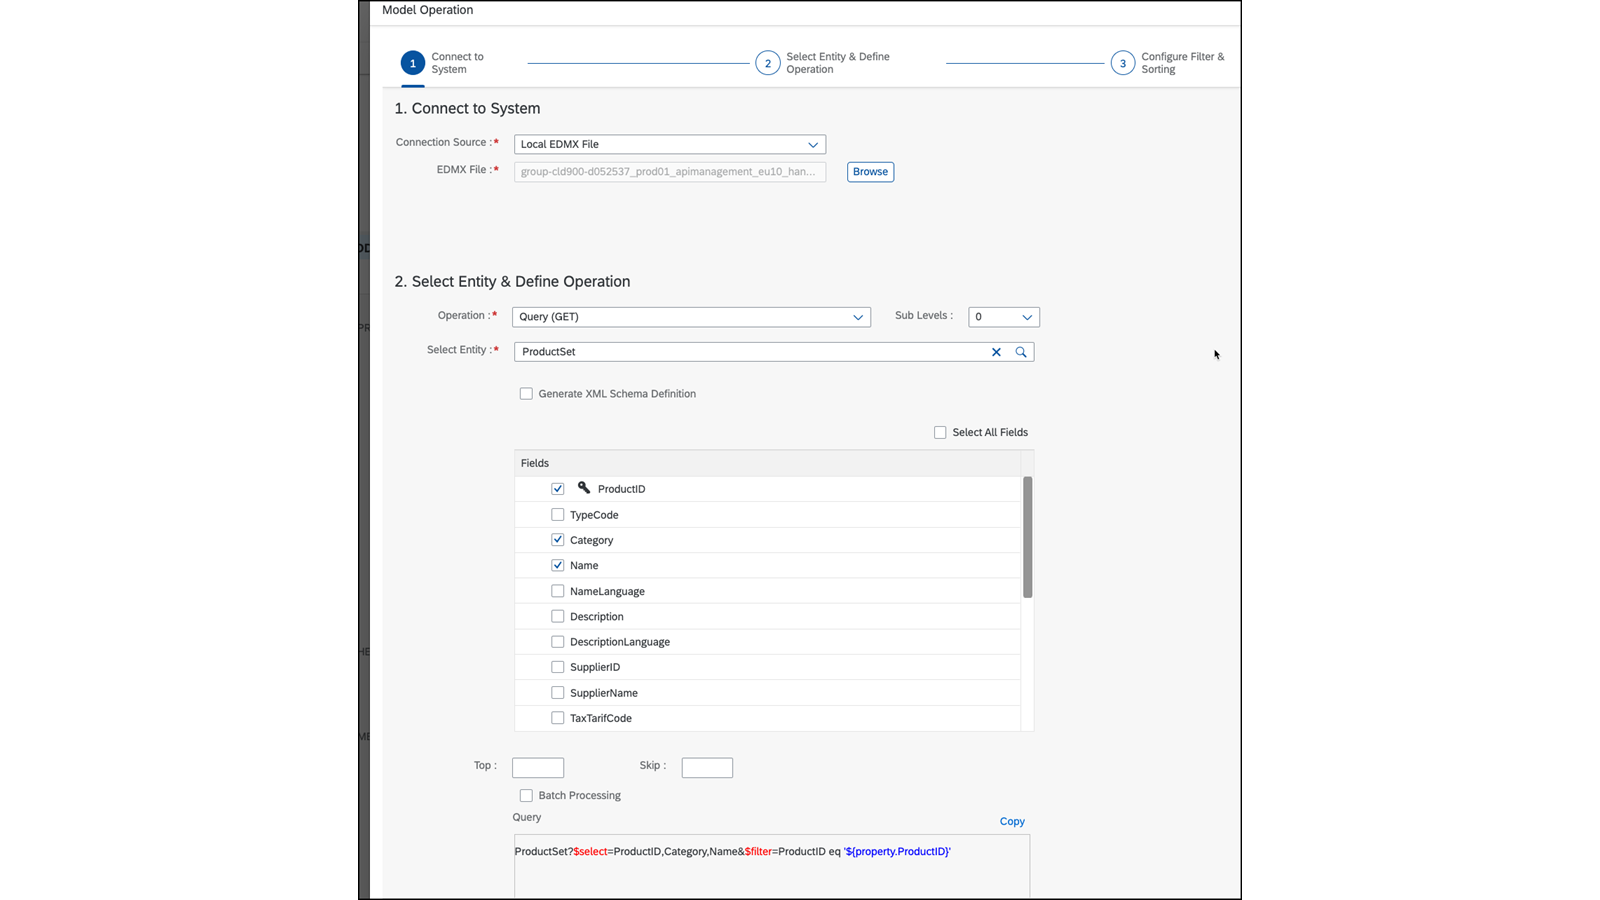 Model Operation
1 Connect to System
2 Select Entity & Define Operation
3 Configure Filter & Sorting
1. Connect to System
Connection Source :* Local EDMX File
EDMX File :* group-cld900-d052537_prod01_apimanagement_eu10_han... Browse
2. Select Entity & Define Operation
Operation :* Query (GET) Sub Levels : 0
Select Entity :* ProductSet
Generate XML Schema Definition
Select All Fields
Fields
ProductID
TypeCode
Category
Name
NameLanguage
Description
DescriptionLanguage
SupplierID
SupplierName
TaxTarifCode
Top : Skip :
Batch Processing
Query
Copy
ProductSet?$select=ProductID,Category,Name&$filter=ProductID eq '${property.ProductID}'